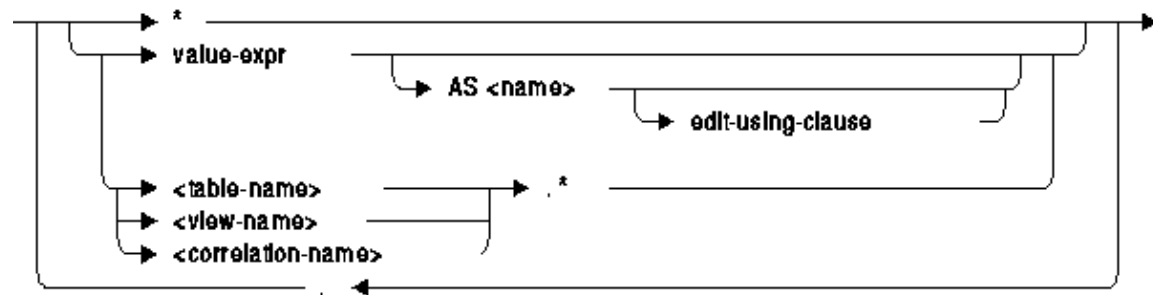 *
value-expr
AS <name>
edit-using-clause
<table-name> . *
<view-name>
<correlation-name>
,